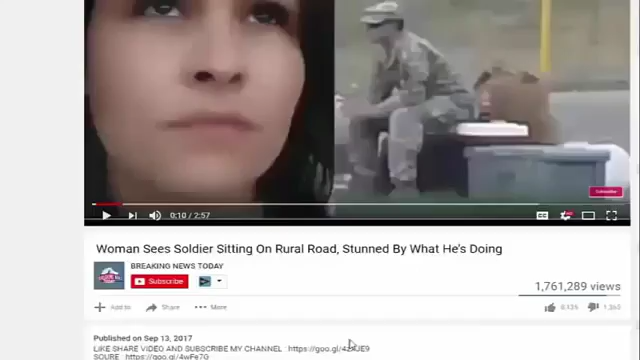 Subscribe
0:10 / 2:57
Woman Sees Soldier Sitting On Rural Road, Stunned By What He's Doing
BREAKING NEWS TODAY
Subscribe
1,761,289 views
Add to Share More
Published on Sep 13, 2017
LIKE SHARE VIDEO AND SUBSCRIBE MY CHANNEL :
SOURE :